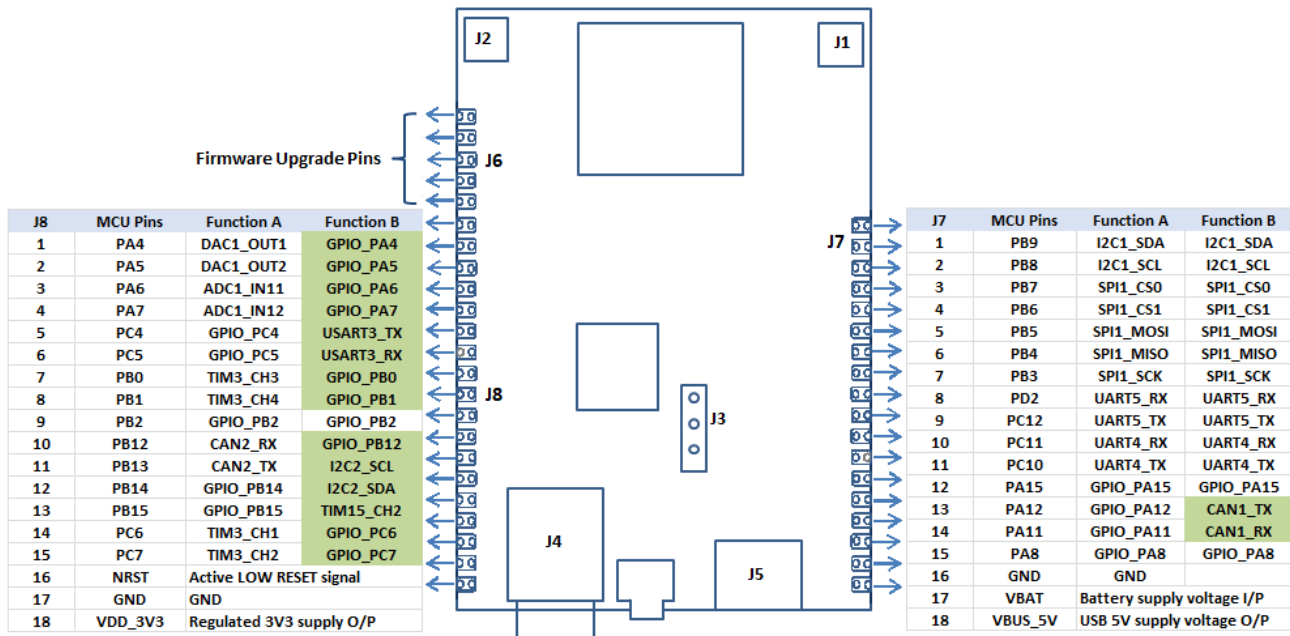 J2
J1
Firmware Upgrade Pins
J6
J8 MCU Pins Function A Function B
1 PA4 DAC1_OUT1 GPIO_PA4
2 PA5 DAC1_OUT2 GPIO_PA5
3 PA6 ADC1_IN11 GPIO_PA6
4 PA7 ADC1_IN12 GPIO_PA7
5 PC4 GPIO_PC4 USART3_TX
6 PC5 GPIO_PC5 USART3_RX
7 PB0 TIM3_CH3 GPIO_PB0
8 PB1 TIM3_CH4 GPIO_PB1
9 PB2 GPIO_PB2 GPIO_PB2
10 PB12 CAN2_RX GPIO_PB12
11 PB13 CAN2_TX I2C2_SCL
12 PB14 GPIO_PB14 I2C2_SDA
13 PB15 GPIO_PB15 TIM15_CH2
14 PC6 TIM3_CH1 GPIO_PC6
15 PC7 TIM3_CH2 GPIO_PC7
16 NRST Active LOW RESET signal
17 GND GND
18 VDD_3V3 Regulated 3V3 supply O/P
J8
J3
J4
J5
J7
J7 MCU Pins Function A Function B
1 PB9 I2C1_SDA I2C1_SDA
2 PB8 I2C1_SCL I2C1_SCL
3 PB7 SPI1_CS0 SPI1_CS0
4 PB6 SPI1_CS1 SPI1_CS1
5 PB5 SPI1_MOSI SPI1_MOSI
6 PB4 SPI1_MISO SPI1_MISO
7 PB3 SPI1_SCK SPI1_SCK
8 PD2 UART5_RX UART5_RX
9 PC12 UART5_TX UART5_TX
10 PC11 UART4_RX UART4_RX
11 PC10 UART4_TX UART4_TX
12 PA15 GPIO_PA15 GPIO_PA15
13 PA12 GPIO_PA12 CAN1_TX
14 PA11 GPIO_PA11 CAN1_RX
15 PA8 GPIO_PA8 GPIO_PA8
16 GND GND
17 VBAT Battery supply voltage I/P
18 VBUS_5V USB 5V supply voltage O/P